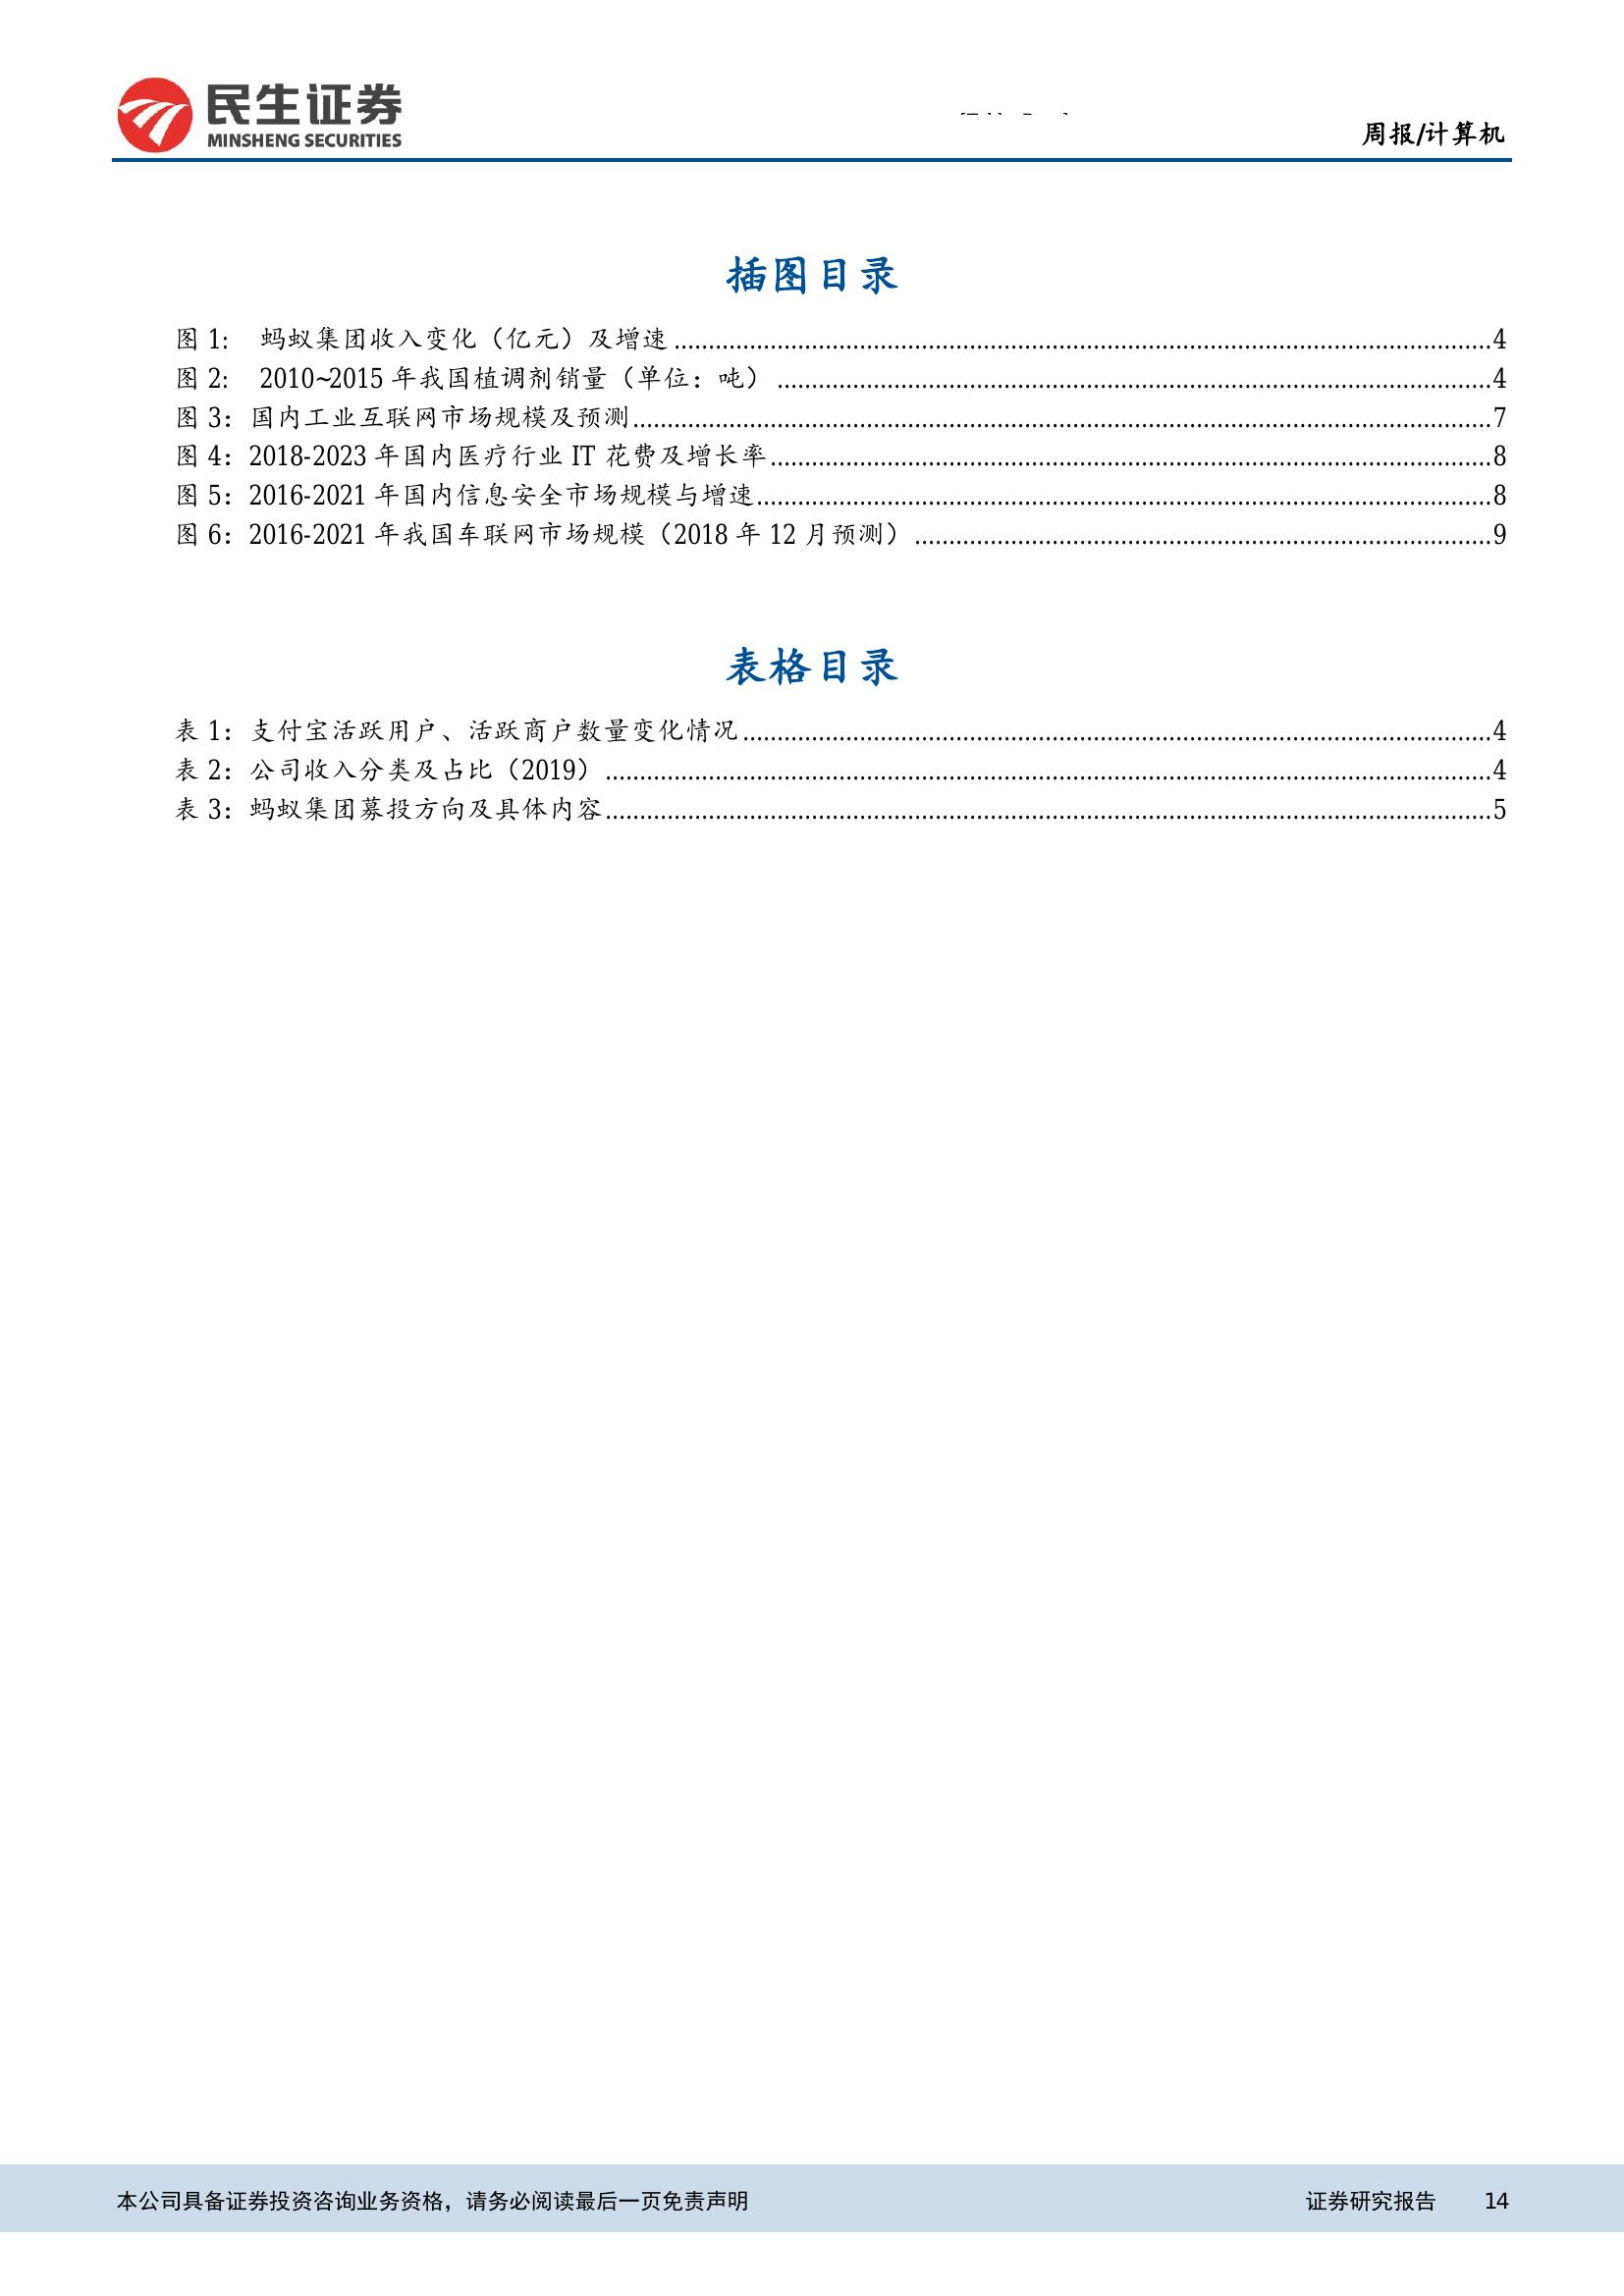 民生证券
MINSHENG SECURITIES
周报/计算机
插图目录
图 1: 蚂蚁集团收入变化（亿元）及增速 4
图 2: 2010~2015 年我国植调剂销量（单位：吨） 4
图 3：国内工业互联网市场规模及预测 7
图 4：2018-2023 年国内医疗行业 IT 花费及增长率 8
图 5：2016-2021 年国内信息安全市场规模与增速 8
图 6：2016-2021 年我国车联网市场规模（2018 年 12 月预测） 9
表格目录
表 1：支付宝活跃用户、活跃商户数量变化情况 4
表 2：公司收入分类及占比（2019） 4
表 3：蚂蚁集团募投方向及具体内容 5
本公司具备证券投资咨询业务资格，请务必阅读最后一页免责声明 证券研究报告 14